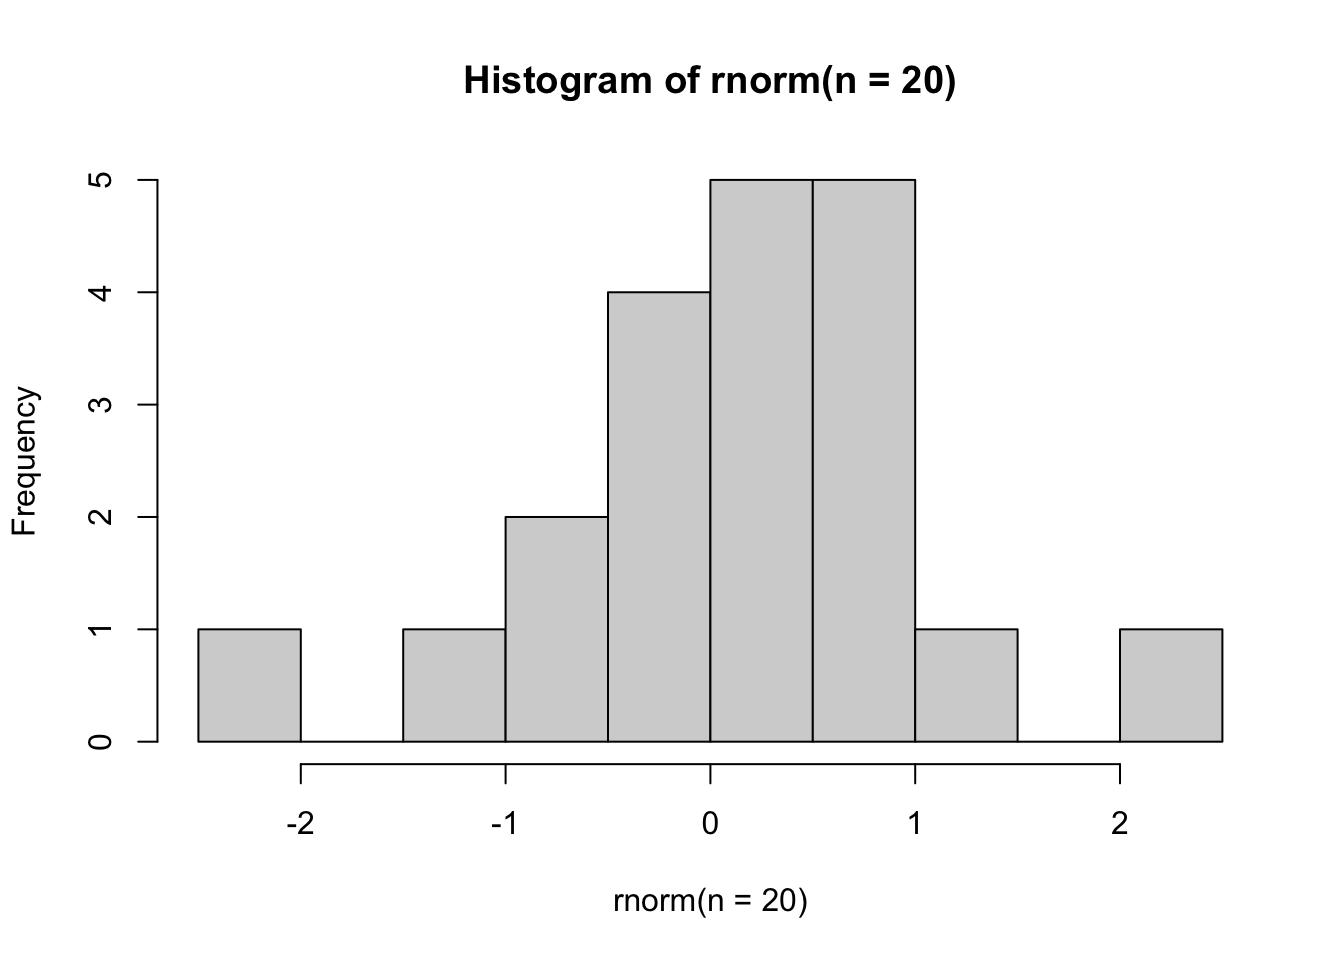 Histogram of rnorm(n = 20)
5
4
3
2
1
0
Frequency
-2 -1 0 1 2
rnorm(n = 20)